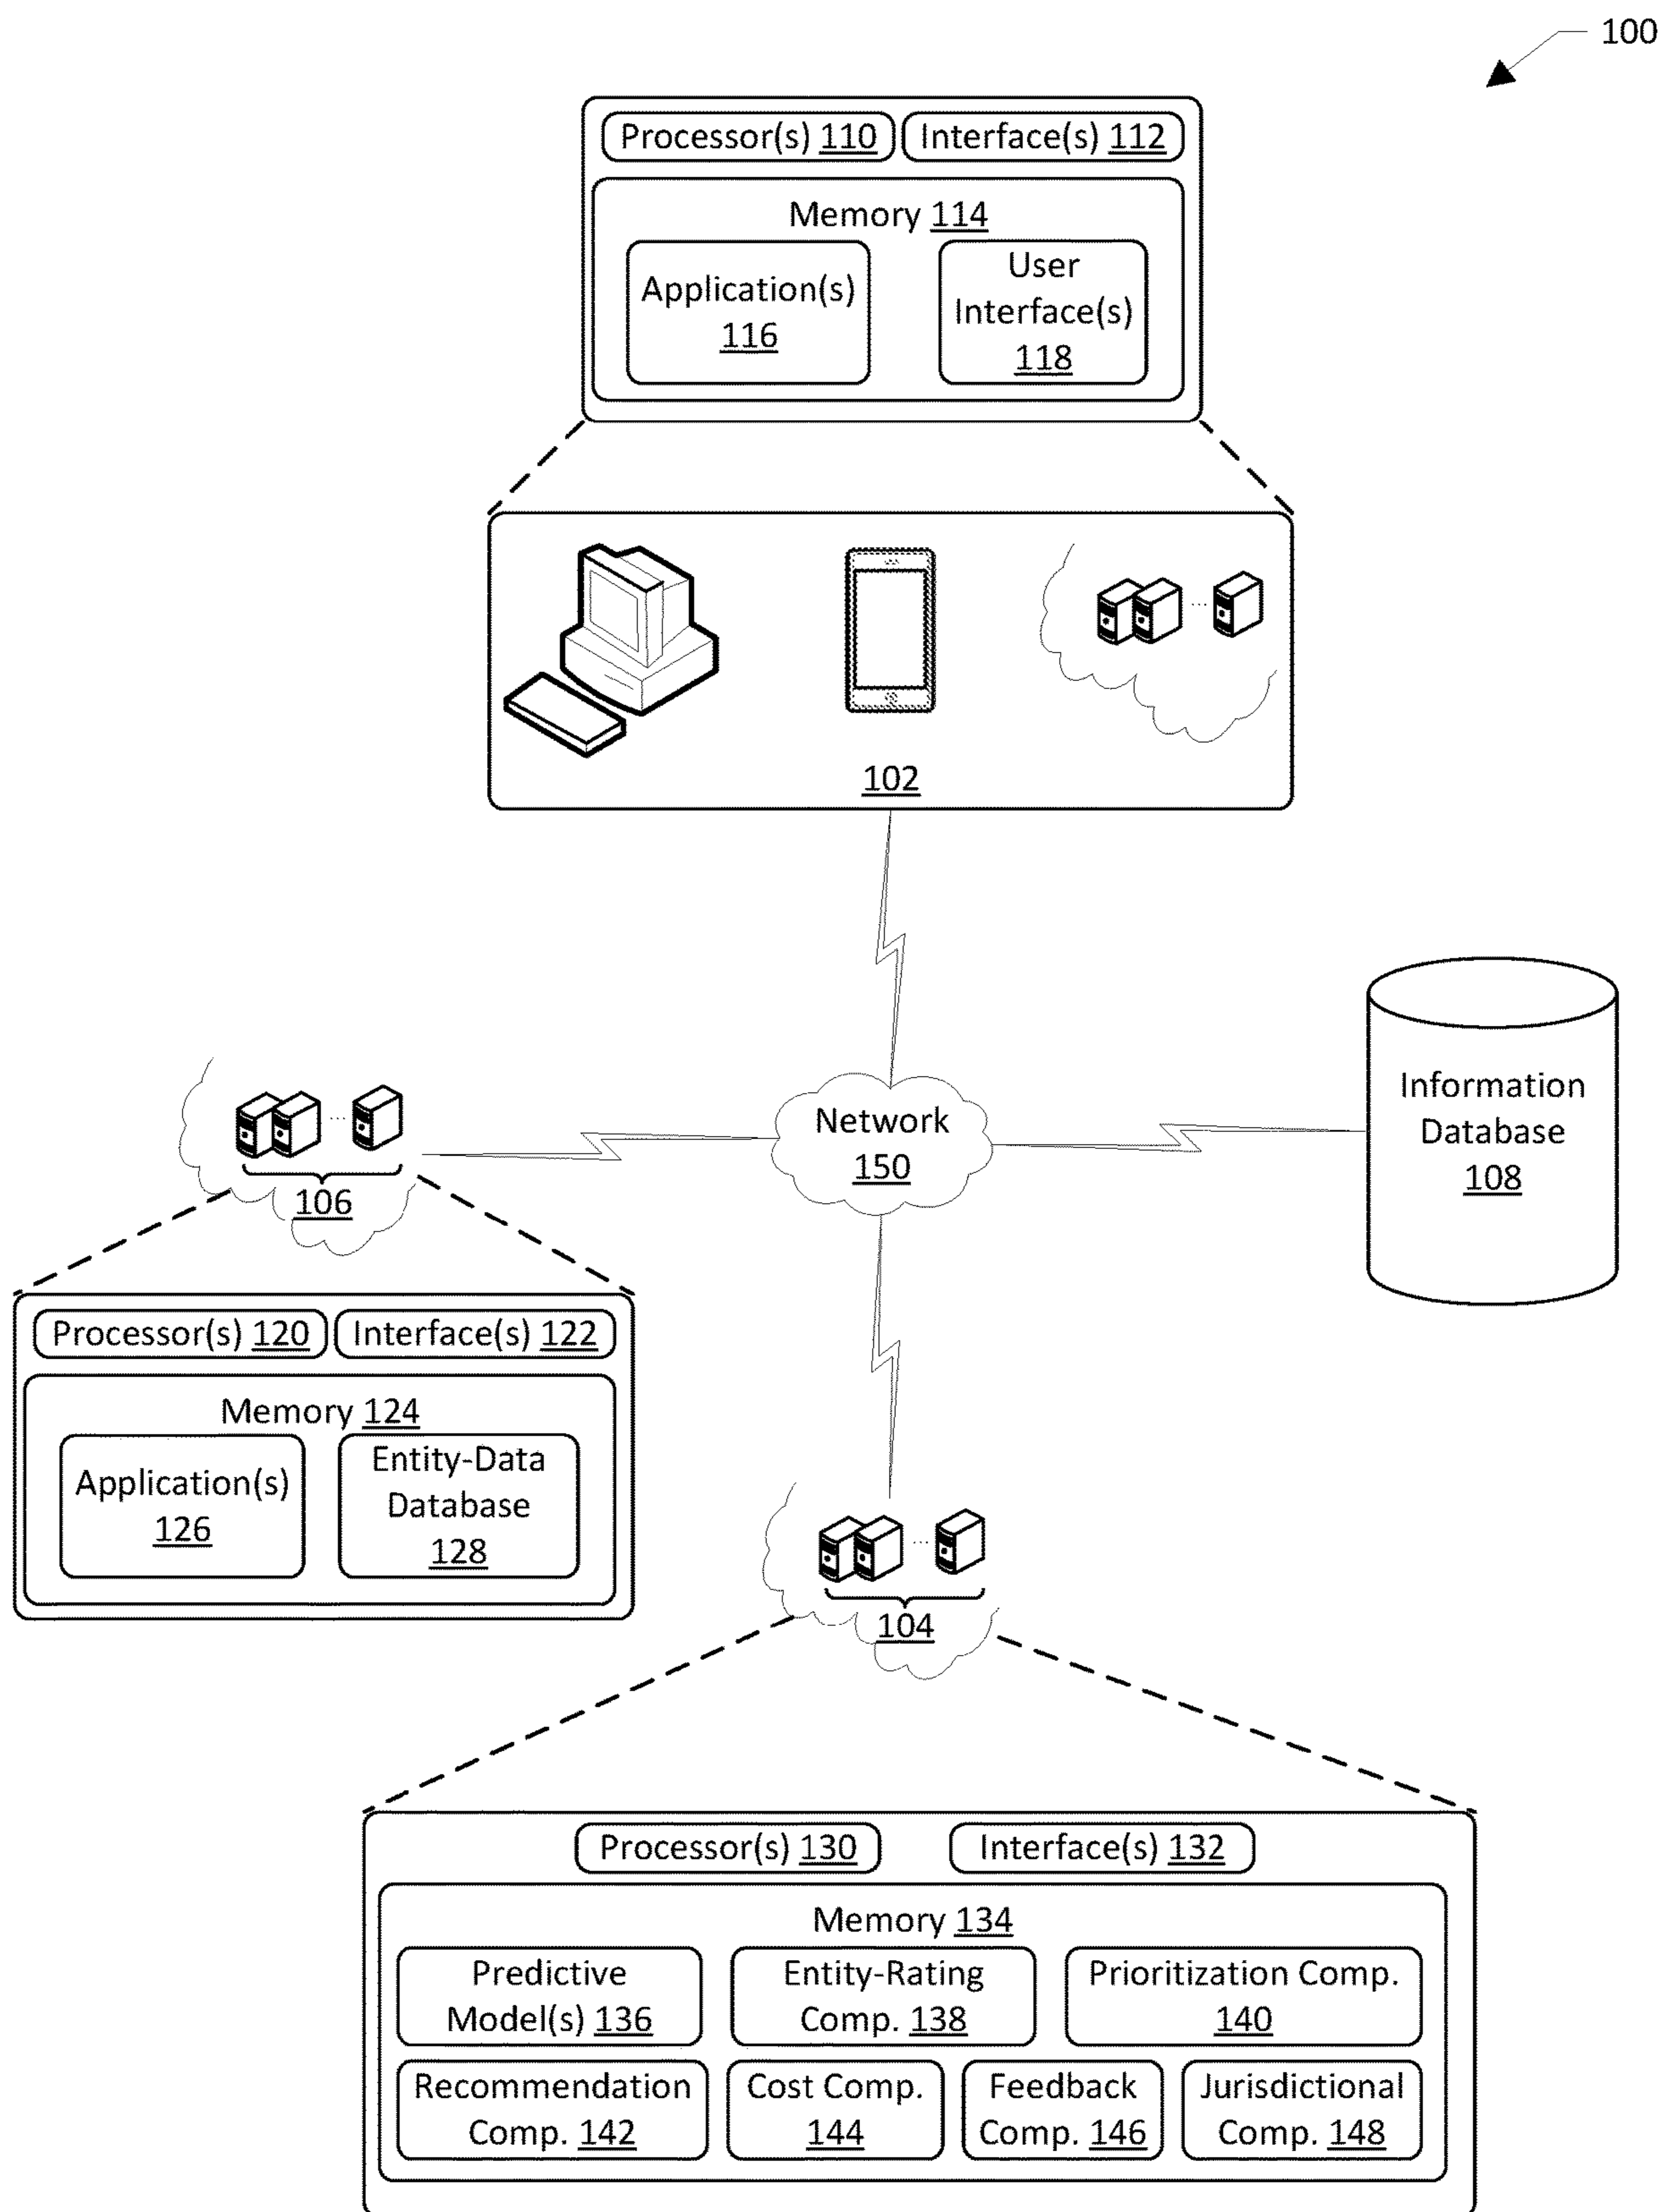 100
Processor(s) 110
Interface(s) 112
Memory 114
Application(s)
116
User
Interface(s)
118
102
Information
Database
108
Network
150
106
Processor(s) 120
Interface(s) 122
Memory 124
Application(s)
126
Entity-Data
Database
128
104
Processor(s) 130
Interface(s) 132
Memory 134
Predictive
Model(s) 136
Entity-Rating
Comp. 138
Prioritization Comp.
140
Recommendation
Comp. 142
Cost Comp.
144
Feedback
Comp. 146
Jurisdictional
Comp. 148